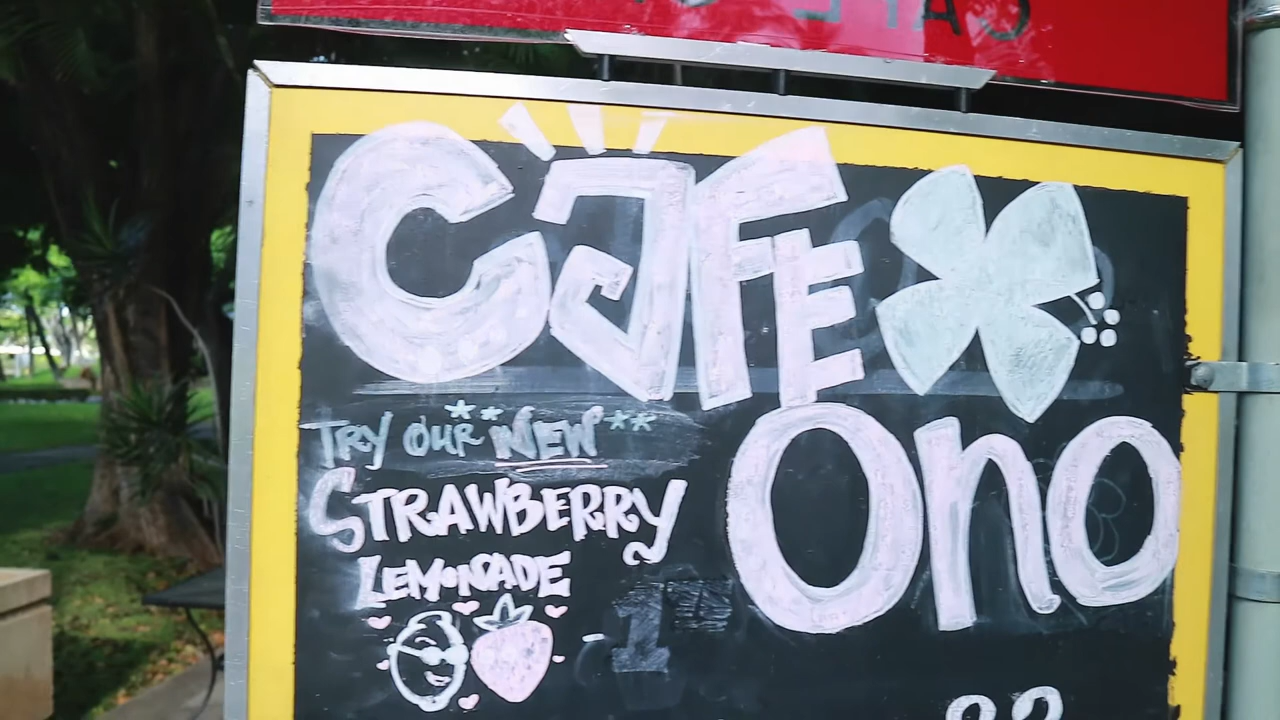 CAFE
Ono
TRY OUR NEW
STRAWBERRY
LEMONADE